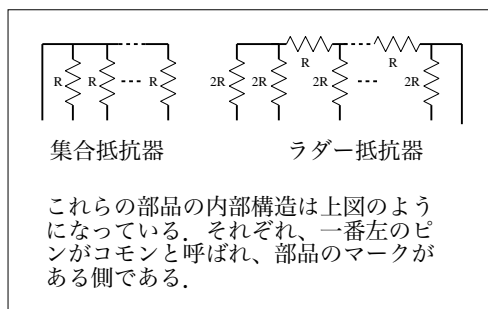 R R R
2R 2R R 2R R 2R
集合抵抗器 ラダー抵抗器
これらの部品の内部構造は上図のよう
になっている．それぞれ、一番左のピ
ンがコモンと呼ばれ、部品のマークが
ある側である．